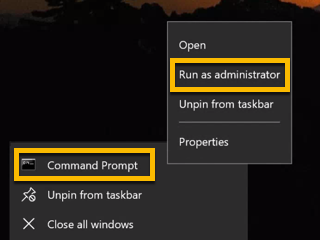 Open
Run as administrator
Unpin from taskbar
Properties
Command Prompt
Unpin from taskbar
Close all windows